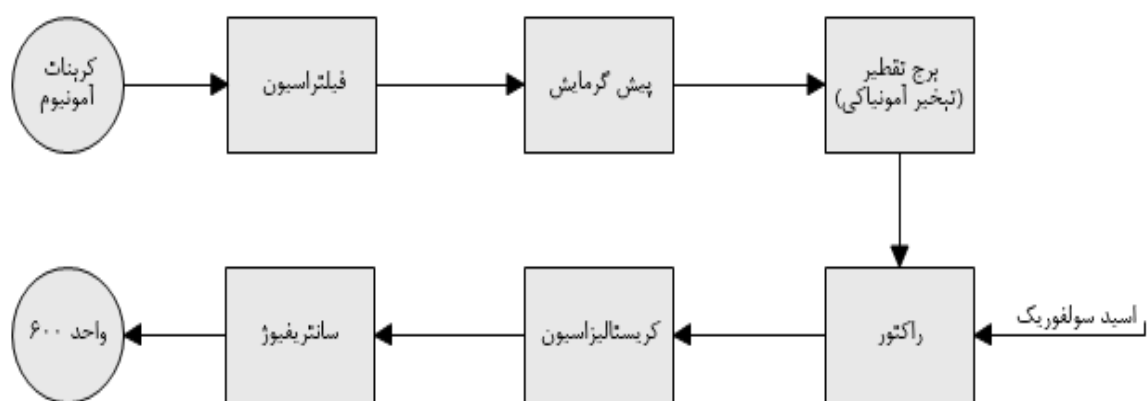 کربنات
آمونیوم
فیلتراسیون
پیش گرمایش
برج تقطیر
(تبخیر آمونیاکی)
اسید سولفوریک
راکتور
کریستالیزاسیون
سانتریفیوژ
واحد ۶۰۰